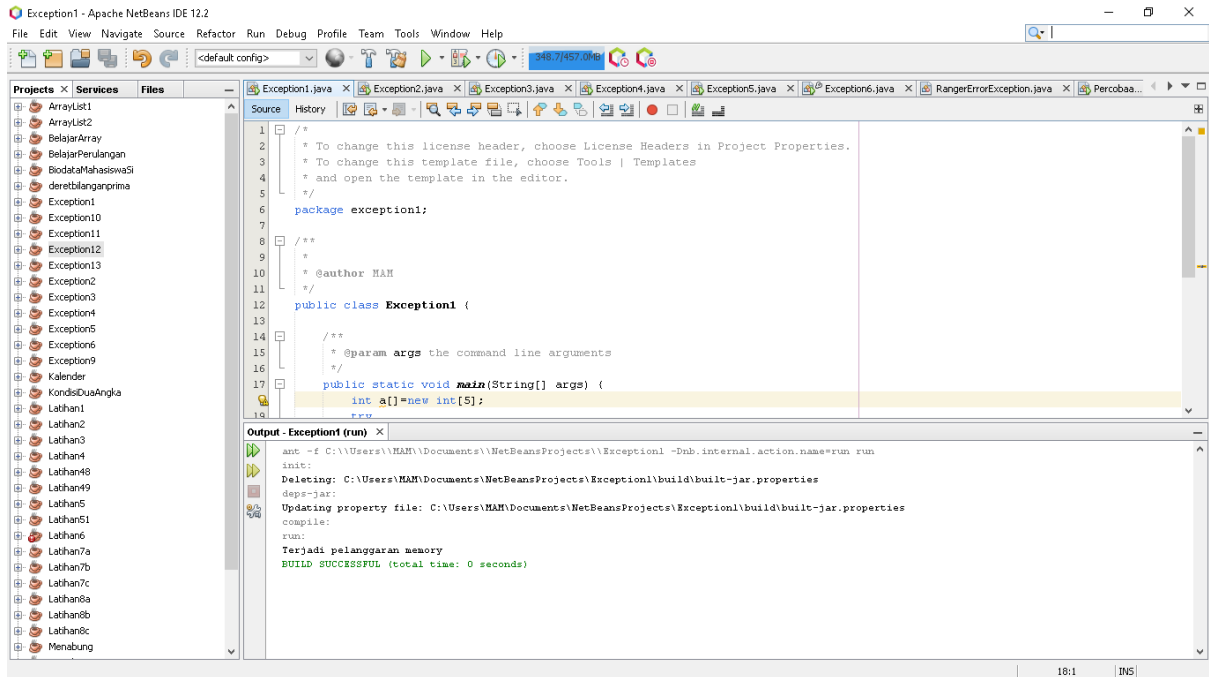 Exception1 - Apache NetBeans IDE 12.2
File Edit View Navigate Source Refactor Run Debug Profile Team Tools Window Help
<default config>
348.7/457.0MB
Projects Services Files
ArrayList1
ArrayList2
BelajarArray
BelajarPerulangan
BiodataMahasiswaSi
deretbilanganprima
Exception1
Exception10
Exception11
Exception12
Exception13
Exception2
Exception3
Exception4
Exception5
Exception6
Exception9
Kalender
KondisiDuaAngka
Latihan1
Latihan2
Latihan3
Latihan4
Latihan48
Latihan49
Latihan5
Latihan51
Latihan6
Latihan7a
Latihan7b
Latihan7c
Latihan8a
Latihan8b
Latihan8c
Menabung
Exception1.java Exception2.java Exception3.java Exception4.java Exception5.java Exception6.java RangerErrorException.java Percobaa...
Source History
1 /*
2 * To change this license header, choose License Headers in Project Properties.
3 * To change this template file, choose Tools | Templates
4 * and open the template in the editor.
5 */
6 package exception1;
7
8 /**
9 *
10 * @author MAM
11 */
12 public class Exception1 {
13
14 /**
15 * @param args the command line arguments
16 */
17 public static void main(String[] args) {
int a[]=new int[5];
19 try
Output - Exception1 (run)
ant -f C:\\Users\\MAM\\Documents\\NetBeansProjects\\Exception1 -Dnb.internal.action.name=run run
init:
Deleting: C:\Users\MAM\Documents\NetBeansProjects\Exception1\build\built-jar.properties
deps-jar:
Updating property file: C:\Users\MAM\Documents\NetBeansProjects\Exception1\build\built-jar.properties
compile:
run:
Terjadi pelanggaran memory
BUILD SUCCESSFUL (total time: 0 seconds)
18:1 INS